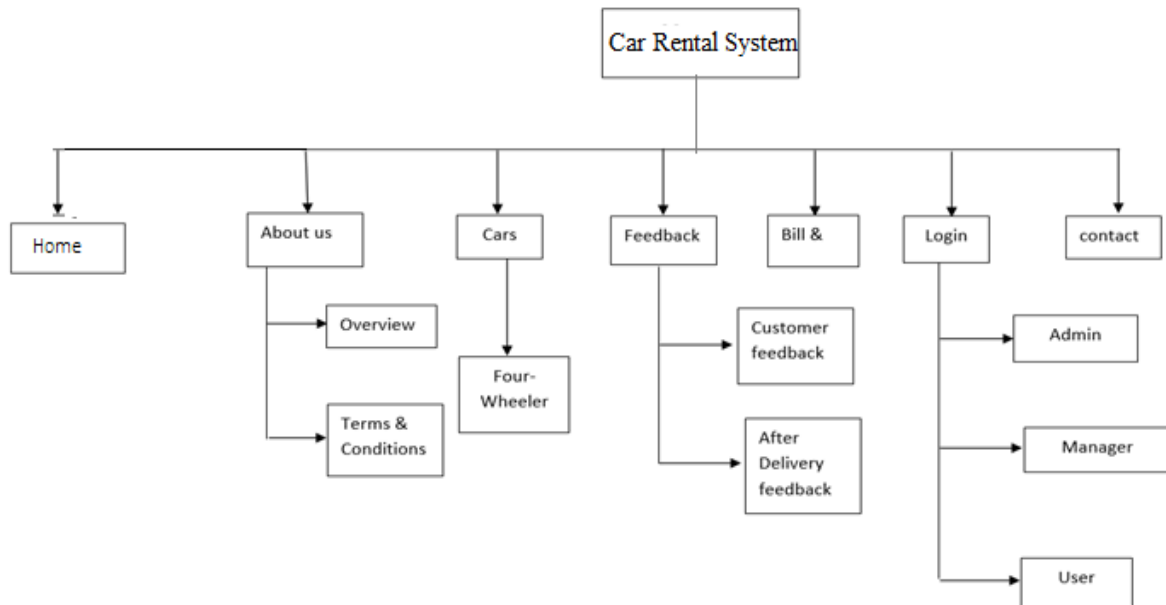 Car Rental System
Home
About us
Cars
Feedback
Bill &
Login
contact
Overview
Terms &
Conditions
Four-
Wheeler
Customer
feedback
After
Delivery
feedback
Admin
Manager
User